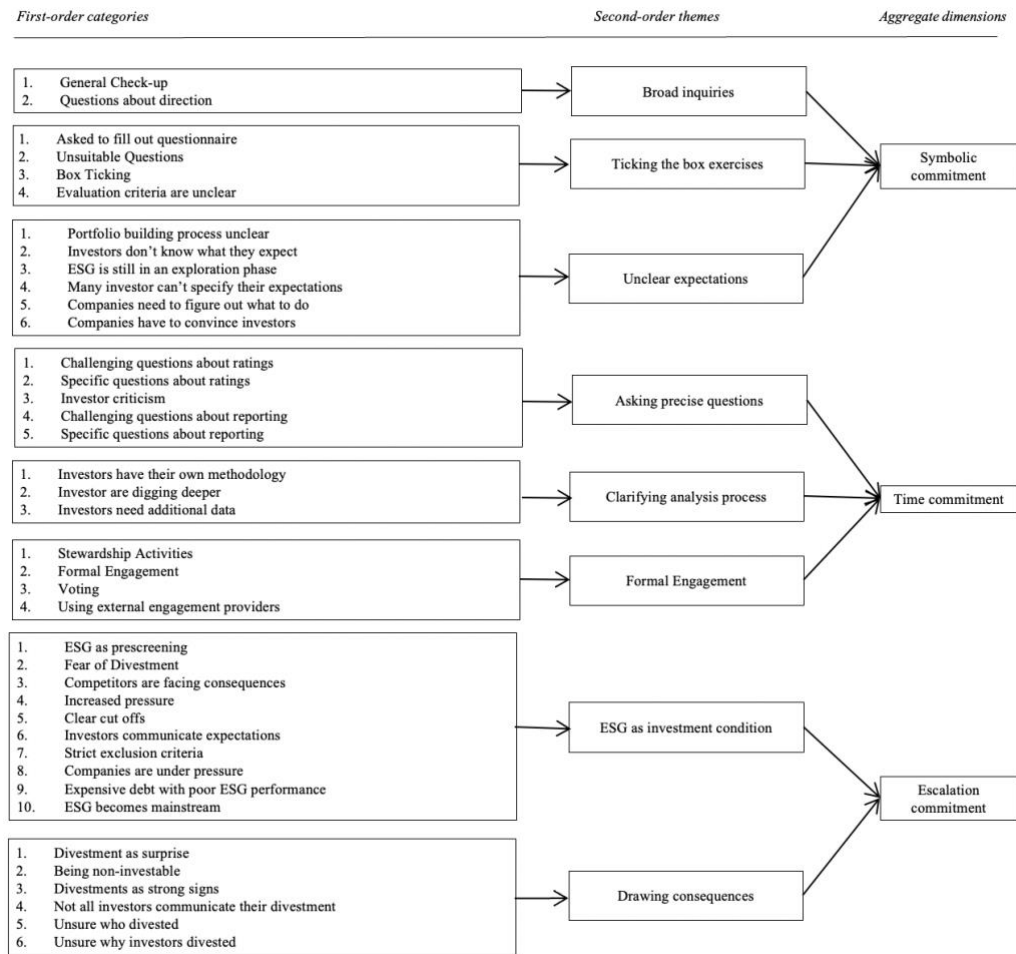 First-order categories
Second-order themes
Aggregate dimensions
1. General Check-up
2. Questions about direction
Broad inquiries
1. Asked to fill out questionnaire
2. Unsuitable Questions
3. Box Ticking
4. Evaluation criteria are unclear
Ticking the box exercises
Symbolic
commitment
1. Portfolio building process unclear
2. Investors don’t know what they expect
3. ESG is still in an exploration phase
4. Many investor can’t specify their expectations
5. Companies need to figure out what to do
6. Companies have to convince investors
Unclear expectations
1. Challenging questions about ratings
2. Specific questions about ratings
3. Investor criticism
4. Challenging questions about reporting
5. Specific questions about reporting
Asking precise questions
1. Investors have their own methodology
2. Investor are digging deeper
3. Investors need additional data
Clarifying analysis process
Time commitment
1. Stewardship Activities
2. Formal Engagement
3. Voting
4. Using external engagement providers
Formal Engagement
1. ESG as prescreening
2. Fear of Divestment
3. Competitors are facing consequences
4. Increased pressure
5. Clear cut offs
6. Investors communicate expectations
7. Strict exclusion criteria
8. Companies are under pressure
9. Expensive debt with poor ESG performance
10. ESG becomes mainstream
ESG as investment condition
Escalation
commitment
1. Divestment as surprise
2. Being non-investable
3. Divestments as strong signs
4. Not all investors communicate their divestment
5. Unsure who divested
6. Unsure why investors divested
Drawing consequences